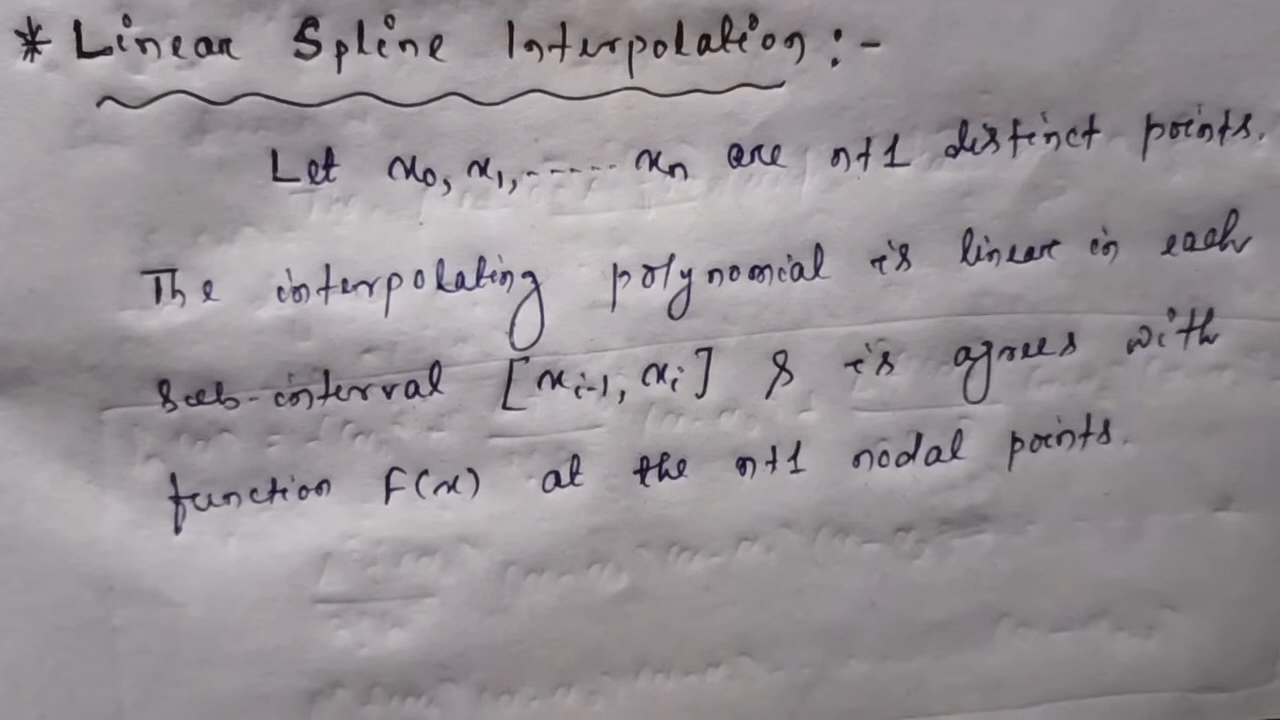 * Linear Spline Interpolation :-
Let x₀, x₁, ...... xₙ are n+1 distinct points.
The interpolating polynomial is linear in each
sub-interval [xᵢ₋₁, xᵢ] & is agrees with
function F(x) at the n+1 nodal points.